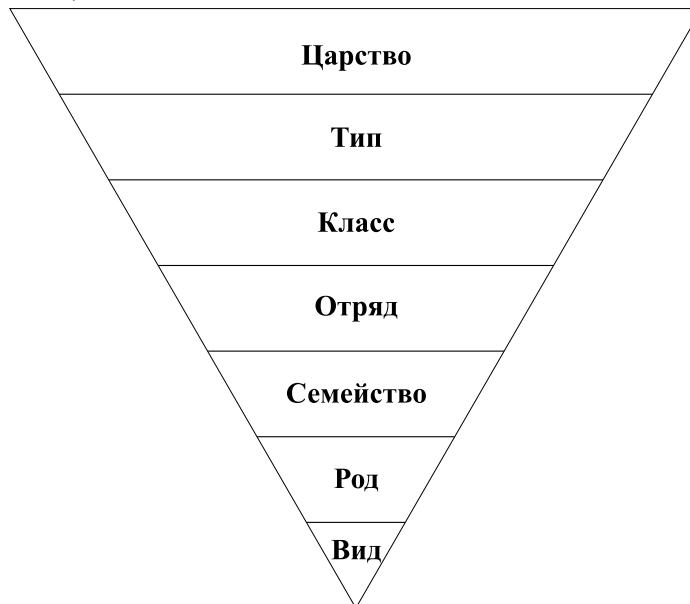 Царство
Тип
Класс
Отряд
Семейство
Род
Вид